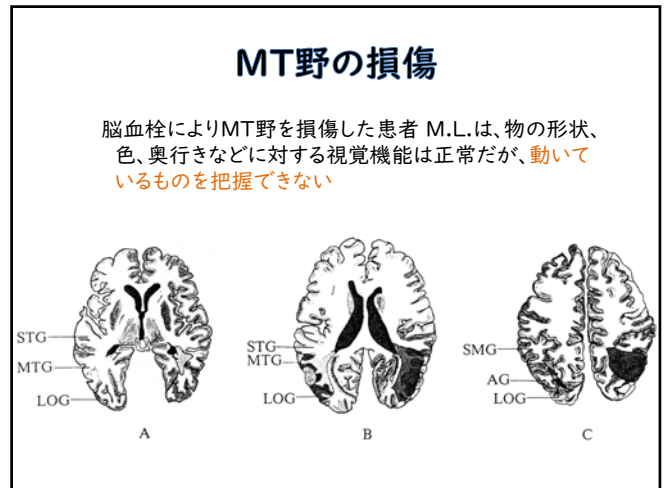 MT野の損傷
脳血栓によりMT野を損傷した患者 M.L.は、物の形状、
色、奥行きなどに対する視覚機能は正常だが、動いて
いるものを把握できない
STG
MTG
LOG
A
STG
MTG
LOG
B
SMG
AG
LOG
C